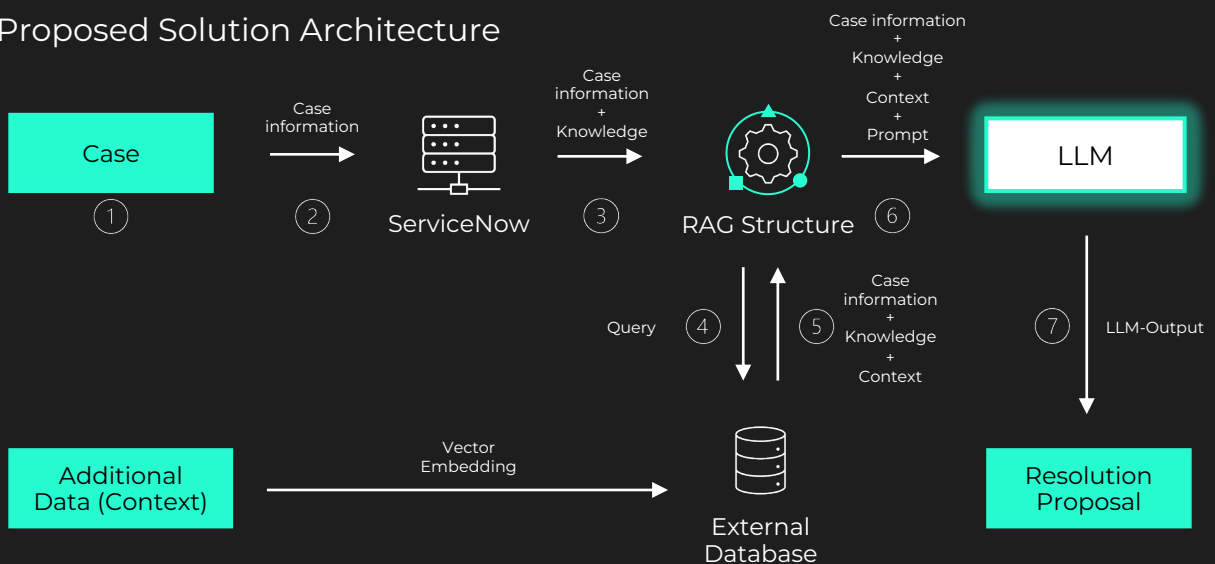 Proposed Solution Architecture
Case
1
Case
information
2
ServiceNow
Case
information
+
Knowledge
3
RAG Structure
Case information
+
Knowledge
+
Context
+
Prompt
6
LLM
Query
4
5
Case
information
+
Knowledge
+
Context
7
LLM-Output
Additional
Data (Context)
Vector
Embedding
External
Database
Resolution
Proposal